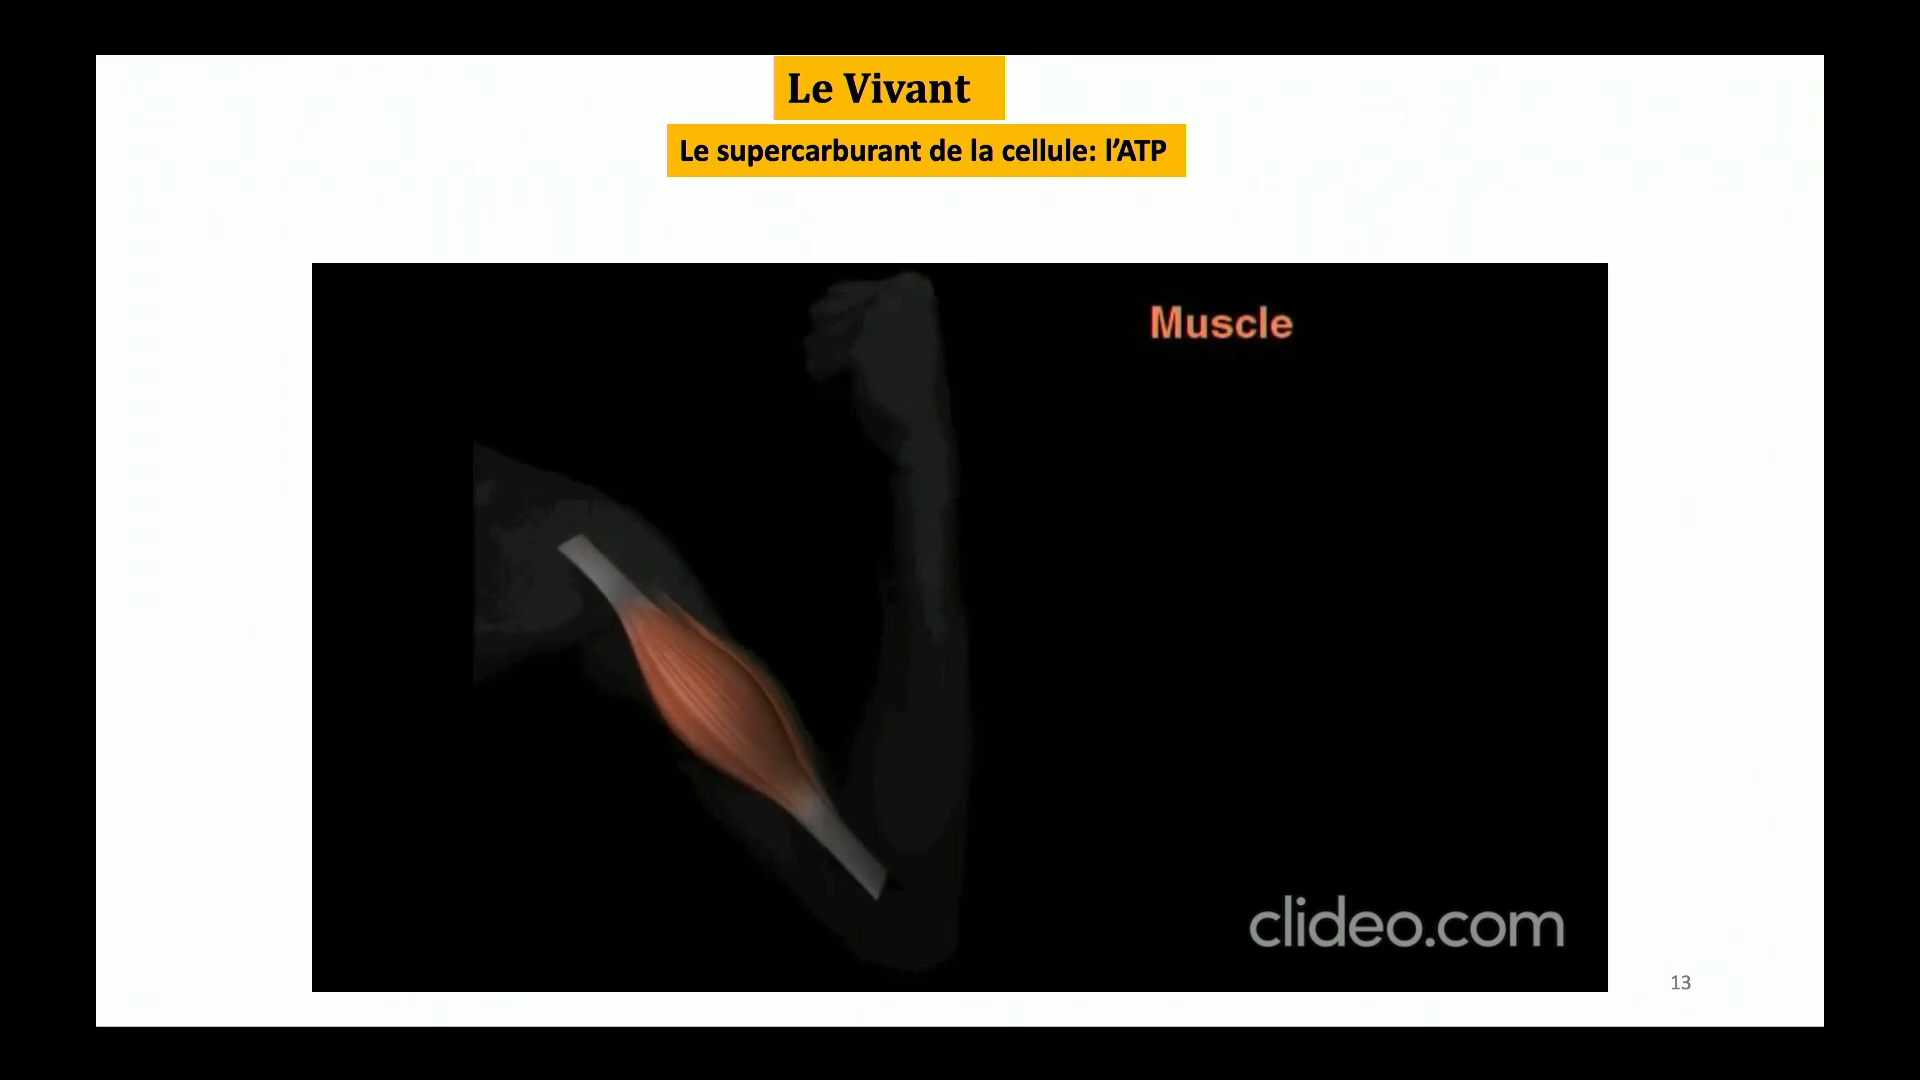 Le Vivant
Le supercarburant de la cellule: l’ATP
Muscle
clideo.com
13